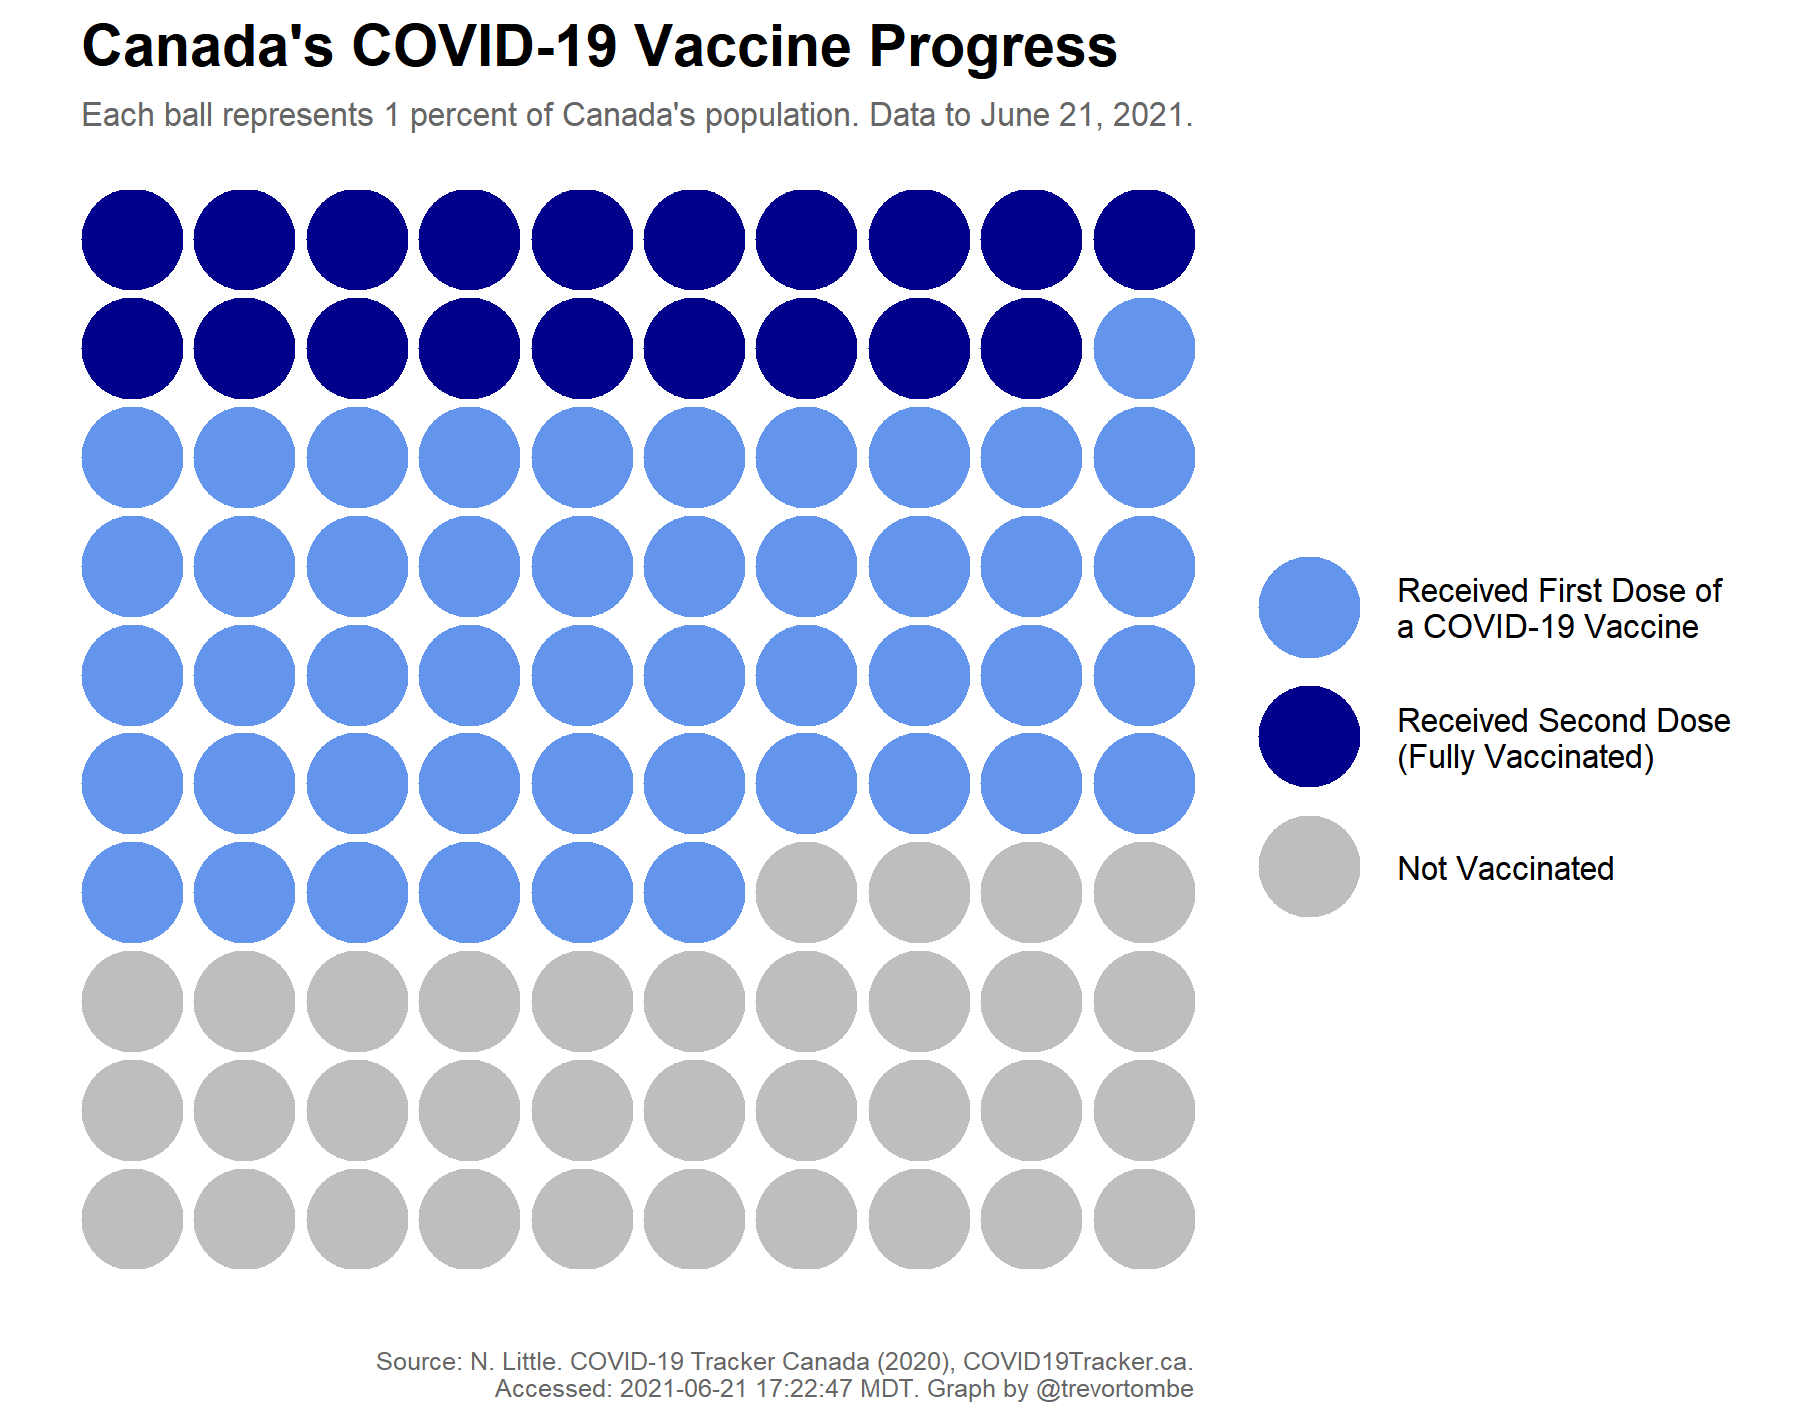 Canada's COVID-19 Vaccine Progress
Each ball represents 1 percent of Canada's population. Data to June 21, 2021.
Received First Dose of
a COVID-19 Vaccine
Received Second Dose
(Fully Vaccinated)
Not Vaccinated
Source: N. Little. COVID-19 Tracker Canada (2020), COVID19Tracker.ca.
Accessed: 2021-06-21 17:22:47 MDT. Graph by @trevortombe